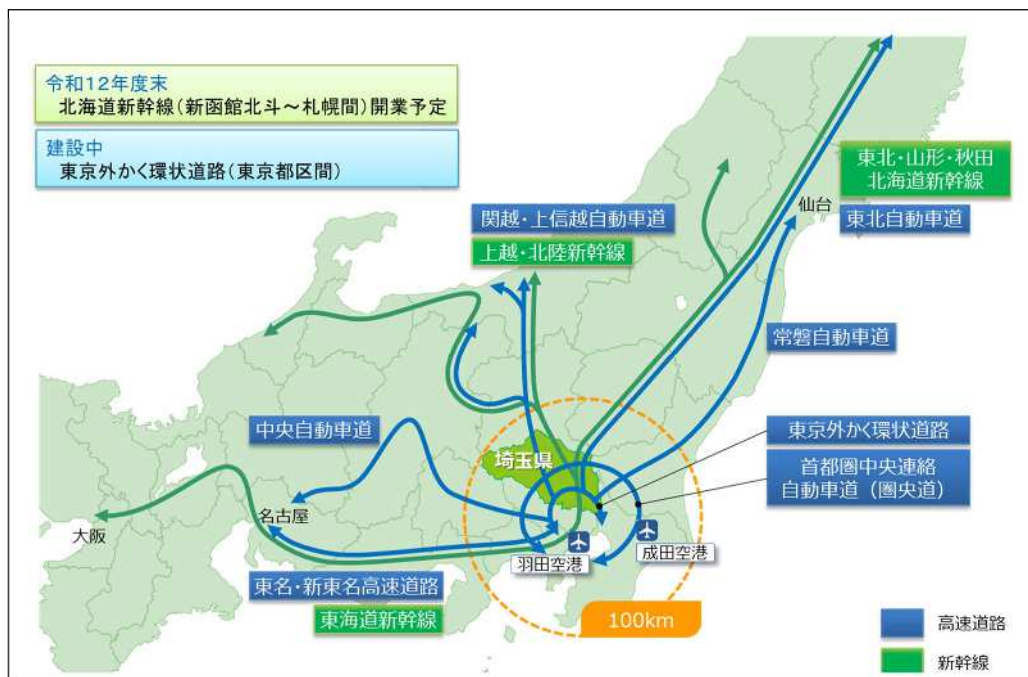 令和12年度末
北海道新幹線(新函館北斗～札幌間)開業予定
建設中
東京外かく環状道路(東京都区間)
東北・山形・秋田
北海道新幹線
仙台
東北自動車道
関越・上信越自動車道
上越・北陸新幹線
常磐自動車道
中央自動車道
埼玉県
東京外かく環状道路
首都圏中央連絡
自動車道（圏央道）
名古屋
大阪
羽田空港
成田空港
東名・新東名高速道路
東海道新幹線
100km
高速道路
新幹線